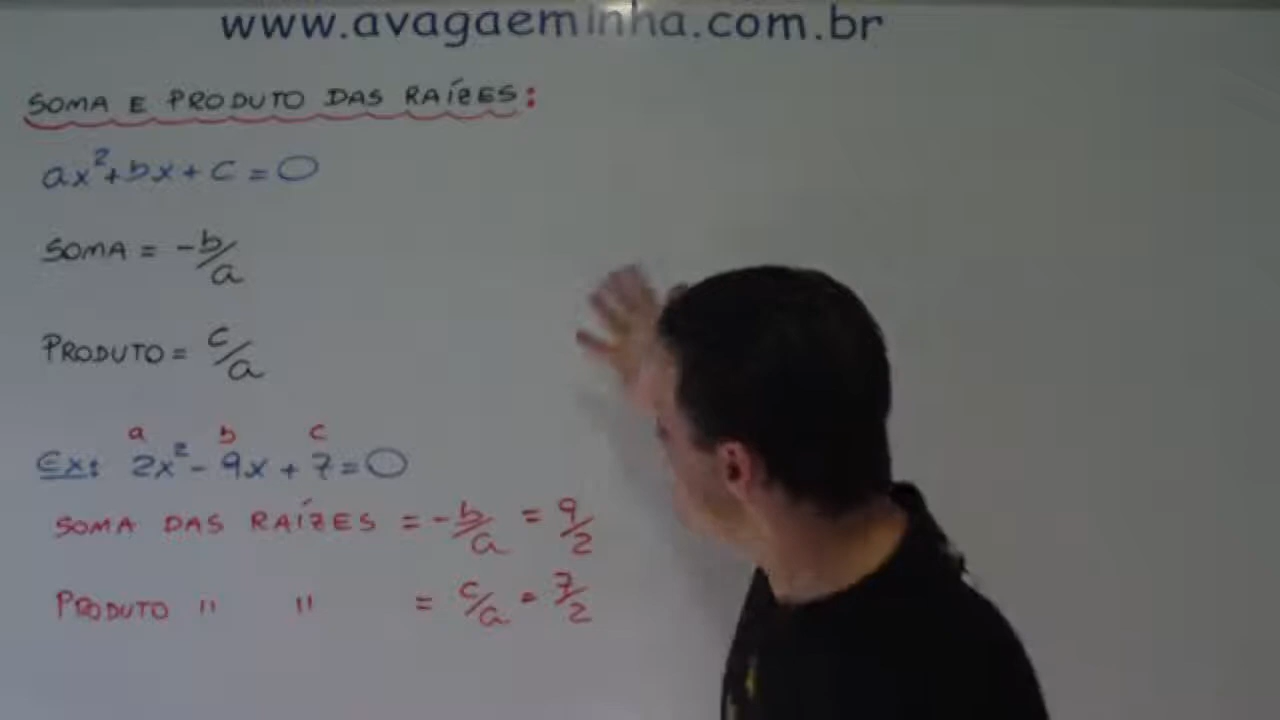 www.avagaeminha.com.br
SOMA E PRODUTO DAS RAÍZES:
ax²+bx+c=0
SOMA = -b/a
PRODUTO = c/a
a b c
Ex: 2x²-9x+7=0
SOMA DAS RAÍZES = -b/a = 9/2
PRODUTO " " = c/a = 7/2